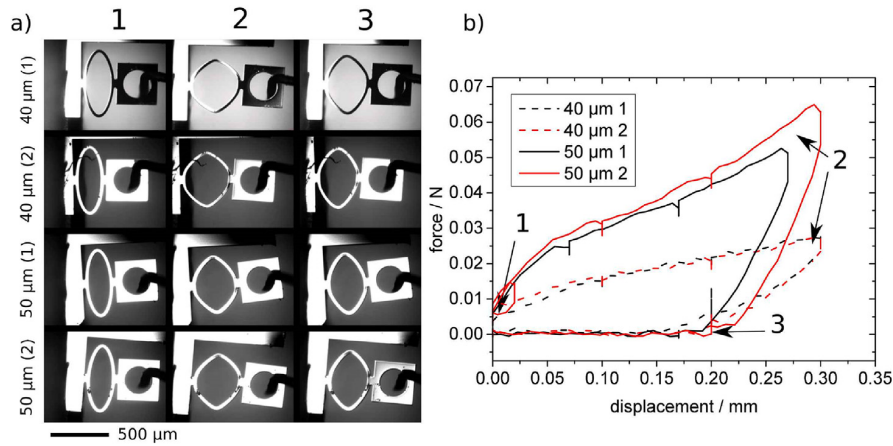 a)
1 2 3
40 µm (1)
40 µm (2)
50 µm (1)
50 µm (2)
500 µm
b)
0.07
0.06
0.05
0.04
0.03
0.02
0.01
0.00
force / N
40 µm 1
40 µm 2
50 µm 1
50 µm 2
1
2
3
0.00 0.05 0.10 0.15 0.20 0.25 0.30 0.35
displacement / mm